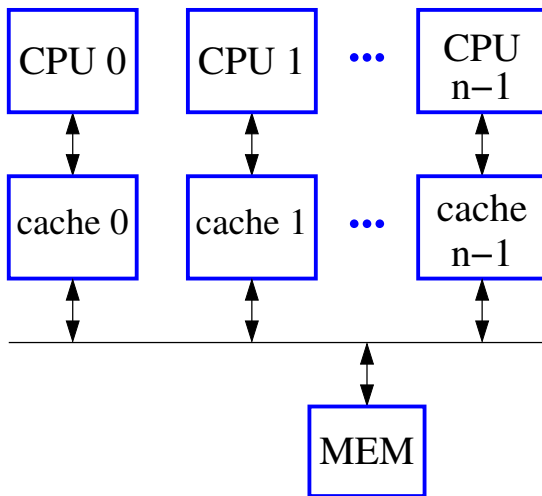 CPU 0
CPU 1
•••
CPU
n−1
cache 0
cache 1
•••
cache
n−1
MEM